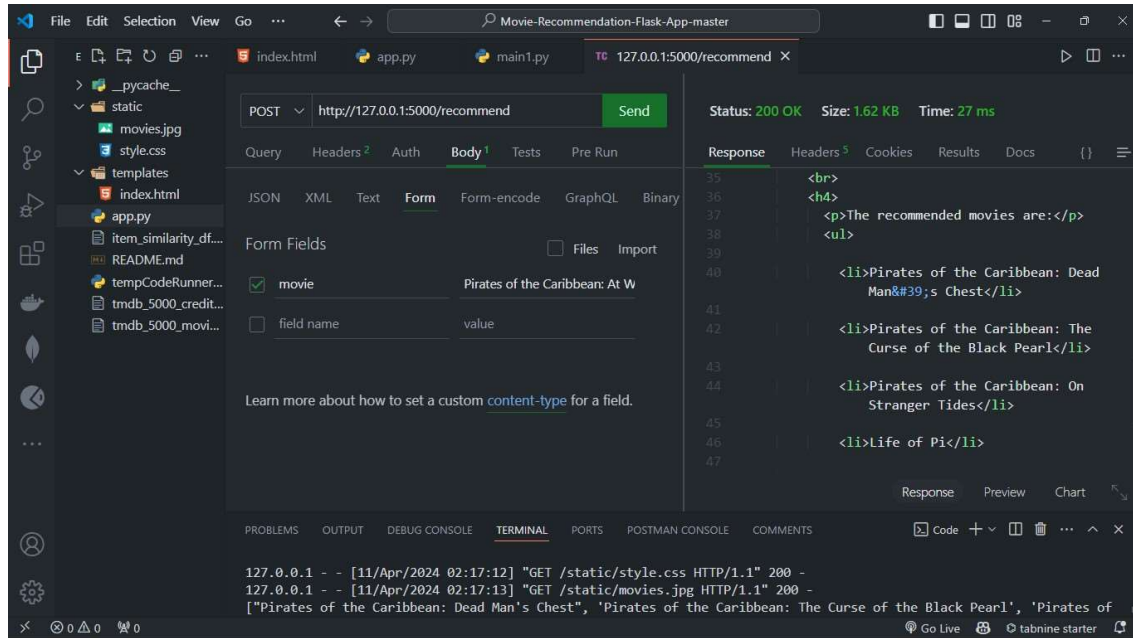 File Edit Selection View Go ··· Movie-Recommendation-Flask-App-master
E
index.html app.py main1.py TC 127.0.0.1:5000/recommend
__pycache__
static
movies.jpg
style.css
templates
index.html
app.py
item_similarity_df....
README.md
tempCodeRunner...
tmdb_5000_credit...
tmdb_5000_movi...
POST http://127.0.0.1:5000/recommend Send
Query Headers 2 Auth Body 1 Tests Pre Run
JSON XML Text Form Form-encode GraphQL Binary
Form Fields Files Import
movie Pirates of the Caribbean: At W
field name value
Learn more about how to set a custom content-type for a field.
Status: 200 OK Size: 1.62 KB Time: 27 ms
Response Headers 5 Cookies Results Docs {}
35 <br>
36 <h4>
37 <p>The recommended movies are:</p>
38 <ul>
39
40 <li>Pirates of the Caribbean: Dead
Man&#39;s Chest</li>
41
42 <li>Pirates of the Caribbean: The
Curse of the Black Pearl</li>
43
44 <li>Pirates of the Caribbean: On
Stranger Tides</li>
45
46 <li>Life of Pi</li>
47
Response Preview Chart
PROBLEMS OUTPUT DEBUG CONSOLE TERMINAL PORTS POSTMAN CONSOLE COMMENTS Code
127.0.0.1 - - [11/Apr/2024 02:17:12] "GET /static/style.css HTTP/1.1" 200 -
127.0.0.1 - - [11/Apr/2024 02:17:13] "GET /static/movies.jpg HTTP/1.1" 200 -
["Pirates of the Caribbean: Dead Man's Chest", 'Pirates of the Caribbean: The Curse of the Black Pearl', 'Pirates of
0 0 0 Go Live tabnine starter